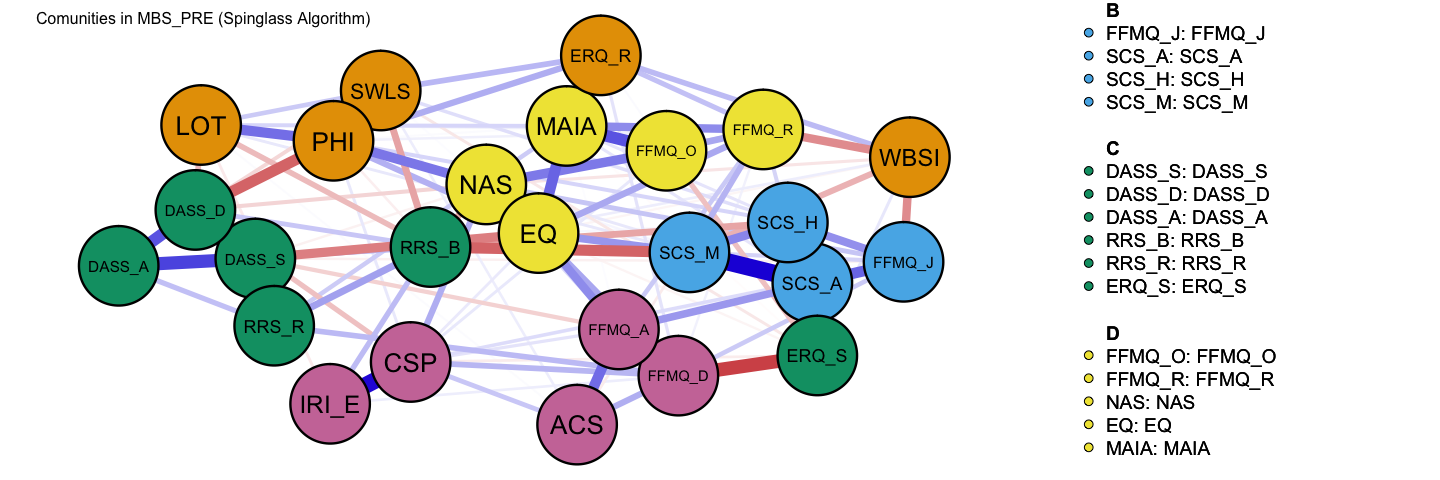 Comunities in MBS_PRE (Spinglass Algorithm)
ERQ_R
SWLS
LOT
PHI
MAIA
FFMQ_O
FFMQ_R
WBSI
NAS
DASS_D
EQ
RRS_B
SCS_H
SCS_M
DASS_A
DASS_S
FFMQ_J
SCS_A
RRS_R
FFMQ_A
ERQ_S
CSP
FFMQ_D
IRI_E
ACS
B
FFMQ_J: FFMQ_J
SCS_A: SCS_A
SCS_H: SCS_H
SCS_M: SCS_M
C
DASS_S: DASS_S
DASS_D: DASS_D
DASS_A: DASS_A
RRS_B: RRS_B
RRS_R: RRS_R
ERQ_S: ERQ_S
D
FFMQ_O: FFMQ_O
FFMQ_R: FFMQ_R
NAS: NAS
EQ: EQ
MAIA: MAIA